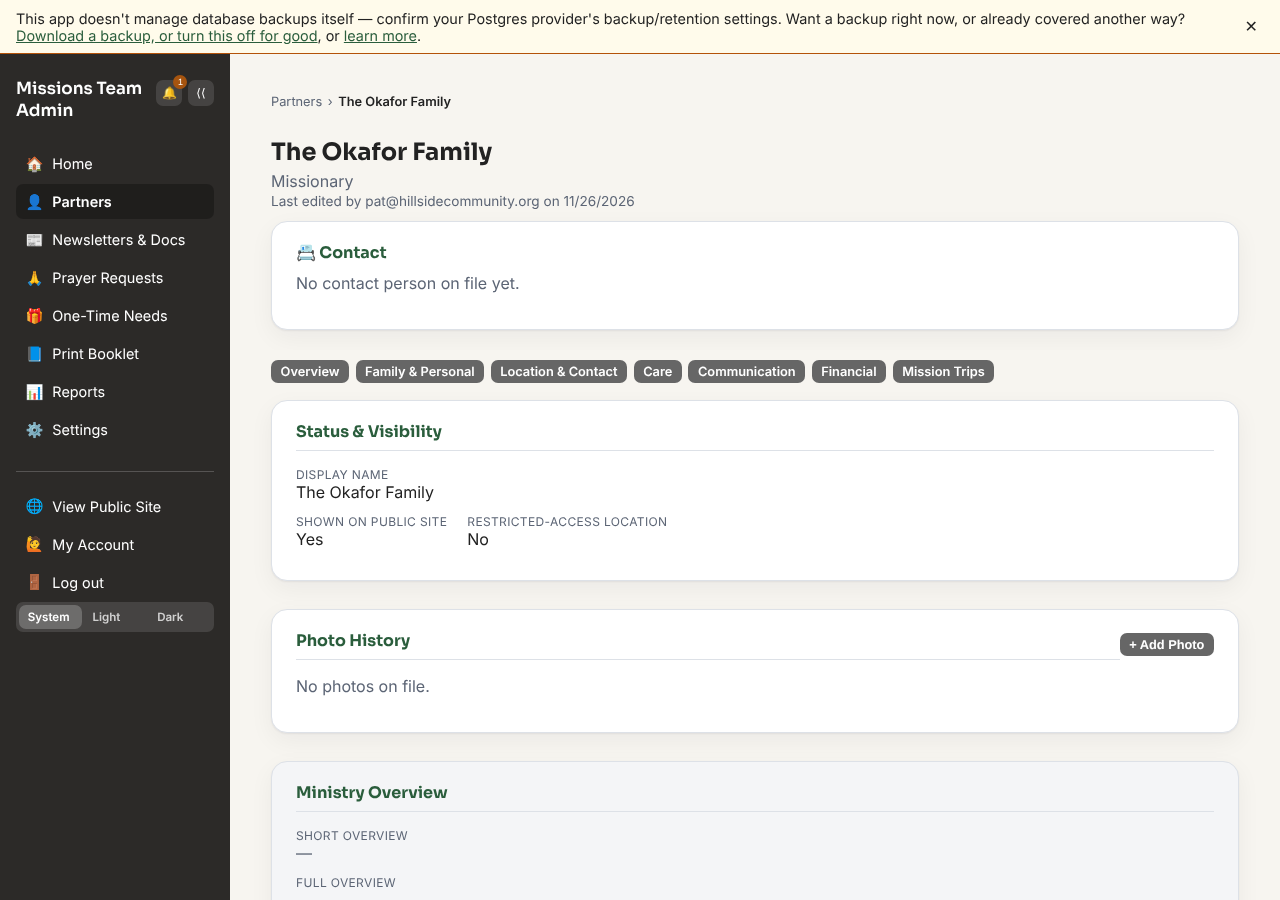 This app doesn't manage database backups itself — confirm your Postgres provider's backup/retention settings. Want a backup right now, or already covered another way?
Download a backup, or turn this off for good, or learn more.
✕
Missions Team
Admin
1
Home
Partners
Newsletters & Docs
Prayer Requests
One-Time Needs
Print Booklet
Reports
Settings
View Public Site
My Account
Log out
System Light Dark
Partners › The Okafor Family
The Okafor Family
Missionary
Last edited by pat@hillsidecommunity.org on 11/26/2026
Contact
No contact person on file yet.
Overview Family & Personal Location & Contact Care Communication Financial Mission Trips
Status & Visibility
DISPLAY NAME
The Okafor Family
SHOWN ON PUBLIC SITE RESTRICTED-ACCESS LOCATION
Yes No
Photo History
+ Add Photo
No photos on file.
Ministry Overview
SHORT OVERVIEW
—
FULL OVERVIEW